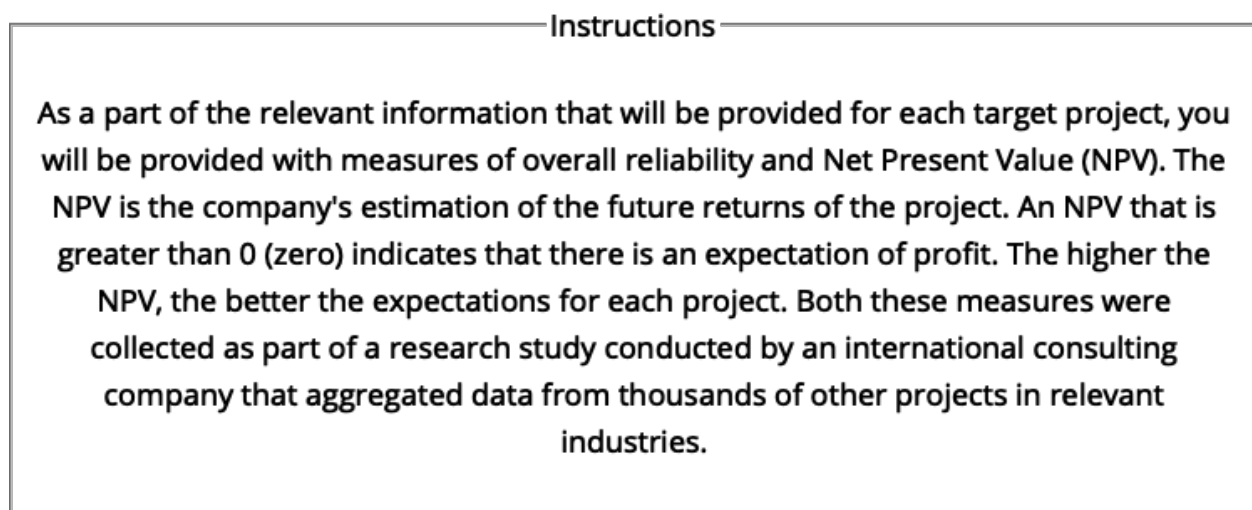 Instructions
As a part of the relevant information that will be provided for each target project, you
will be provided with measures of overall reliability and Net Present Value (NPV). The
NPV is the company's estimation of the future returns of the project. An NPV that is
greater than 0 (zero) indicates that there is an expectation of profit. The higher the
NPV, the better the expectations for each project. Both these measures were
collected as part of a research study conducted by an international consulting
company that aggregated data from thousands of other projects in relevant
industries.